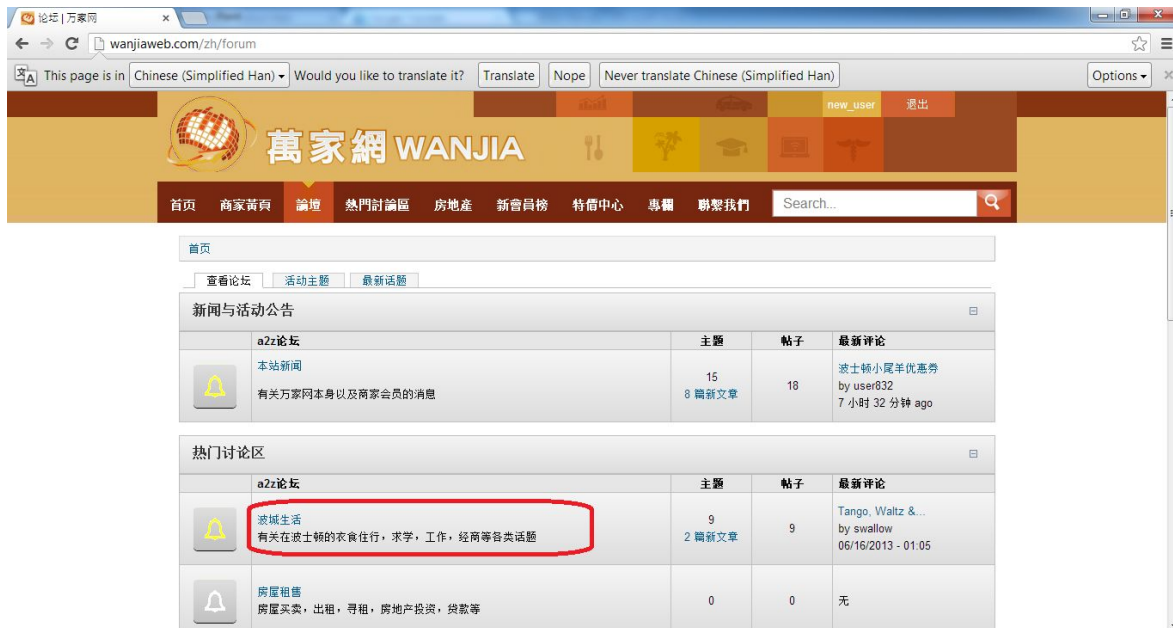 论坛 | 万家网
wanjiaweb.com/zh/forum
This page is in Chinese (Simplified Han) Would you like to translate it? Translate Nope Never translate Chinese (Simplified Han) Options
new_user 退出
萬家網 WANJIA
首页 商家黃頁 論壇 熱門討論區 房地產 新會員榜 特價中心 專欄 聯繫我們 Search...
首页
查看论坛 活动主题 最新话题
新闻与活动公告
a2z论坛 主题 帖子 最新评论
本站新闻
有关万家网本身以及商家会员的消息
15
8 篇新文章
18
波士顿小尾羊优惠券
by user832
7 小时 32 分钟 ago
热门讨论区
a2z论坛 主题 帖子 最新评论
波城生活
有关在波士顿的衣食住行，求学，工作，经商等各类话题
9
2 篇新文章
9
Tango, Waltz &...
by swallow
06/16/2013 - 01:05
房屋租售
房屋买卖，出租，寻租，房地产投资，贷款等
0
0
无